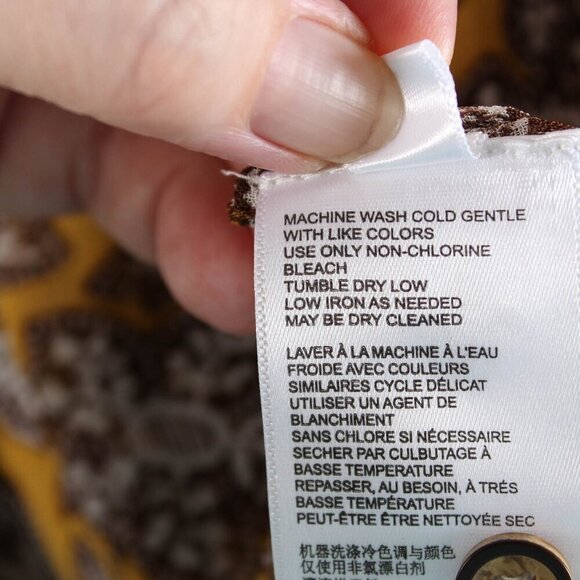 MACHINE WASH COLD GENTLE
WITH LIKE COLORS
USE ONLY NON-CHLORINE
BLEACH
TUMBLE DRY LOW
LOW IRON AS NEEDED
MAY BE DRY CLEANED
LAVER À LA MACHINE À L'EAU
FROIDE AVEC COULEURS
SIMILAIRES CYCLE DÉLICAT
UTILISER UN AGENT DE
BLANCHIMENT
SANS CHLORE SI NÉCESSAIRE
SECHER PAR CULBUTAGE À
BASSE TEMPERATURE
REPASSER, AU BESOIN, À TRÉS
BASSE TEMPÉRATURE
PEUT-ÊTRE ÊTRE NETTOYÉE SEC
机器洗涤冷色调与颜色
仅使用非氯漂白剂